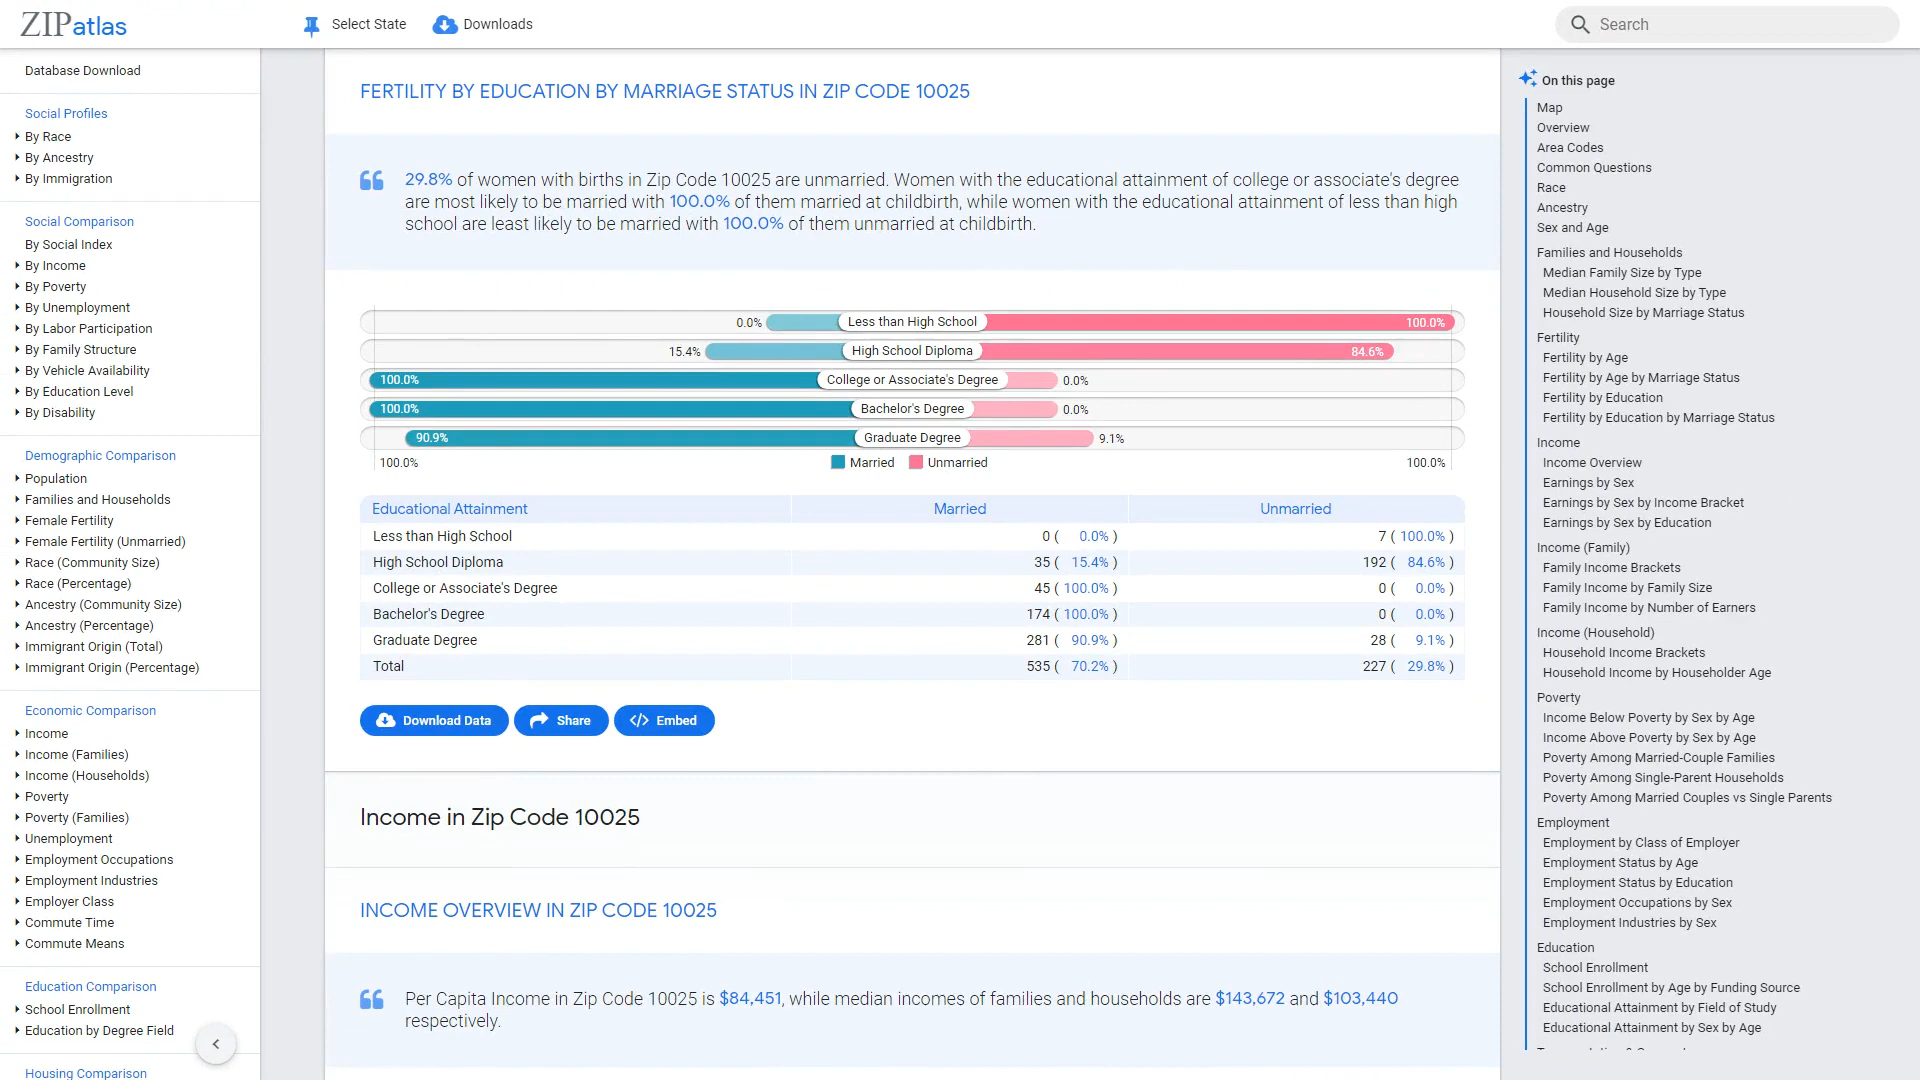 ZIPatlas
Select State
Downloads
Search
Database Download
Social Profiles
By Race
By Ancestry
By Immigration
Social Comparison
By Social Index
By Income
By Poverty
By Unemployment
By Labor Participation
By Family Structure
By Vehicle Availability
By Education Level
By Disability
Demographic Comparison
Population
Families and Households
Female Fertility
Female Fertility (Unmarried)
Race (Community Size)
Race (Percentage)
Ancestry (Community Size)
Ancestry (Percentage)
Immigrant Origin (Total)
Immigrant Origin (Percentage)
Economic Comparison
Income
Income (Families)
Income (Households)
Poverty
Poverty (Families)
Unemployment
Employment Occupations
Employment Industries
Employer Class
Commute Time
Commute Means
Education Comparison
School Enrollment
Education by Degree Field
Housing Comparison
FERTILITY BY EDUCATION BY MARRIAGE STATUS IN ZIP CODE 10025
29.8% of women with births in Zip Code 10025 are unmarried. Women with the educational attainment of college or associate's degree
are most likely to be married with 100.0% of them married at childbirth, while women with the educational attainment of less than high
school are least likely to be married with 100.0% of them unmarried at childbirth.
0.0% Less than High School 100.0%
15.4% High School Diploma 84.6%
100.0% College or Associate's Degree 0.0%
100.0% Bachelor's Degree 0.0%
90.9% Graduate Degree 9.1%
100.0% Married Unmarried 100.0%
Educational Attainment Married Unmarried
Less than High School 0 ( 0.0% ) 7 ( 100.0% )
High School Diploma 35 ( 15.4% ) 192 ( 84.6% )
College or Associate's Degree 45 ( 100.0% ) 0 ( 0.0% )
Bachelor's Degree 174 ( 100.0% ) 0 ( 0.0% )
Graduate Degree 281 ( 90.9% ) 28 ( 9.1% )
Total 535 ( 70.2% ) 227 ( 29.8% )
Download Data
Share
Embed
Income in Zip Code 10025
INCOME OVERVIEW IN ZIP CODE 10025
Per Capita Income in Zip Code 10025 is $84,451, while median incomes of families and households are $143,672 and $103,440
respectively.
On this page
Map
Overview
Area Codes
Common Questions
Race
Ancestry
Sex and Age
Families and Households
Median Family Size by Type
Median Household Size by Type
Household Size by Marriage Status
Fertility
Fertility by Age
Fertility by Age by Marriage Status
Fertility by Education
Fertility by Education by Marriage Status
Income
Income Overview
Earnings by Sex
Earnings by Sex by Income Bracket
Earnings by Sex by Education
Income (Family)
Family Income Brackets
Family Income by Family Size
Family Income by Number of Earners
Income (Household)
Household Income Brackets
Household Income by Householder Age
Poverty
Income Below Poverty by Sex by Age
Income Above Poverty by Sex by Age
Poverty Among Married-Couple Families
Poverty Among Single-Parent Households
Poverty Among Married Couples vs Single Parents
Employment
Employment by Class of Employer
Employment Status by Age
Employment Status by Education
Employment Occupations by Sex
Employment Industries by Sex
Education
School Enrollment
School Enrollment by Age by Funding Source
Educational Attainment by Field of Study
Educational Attainment by Sex by Age